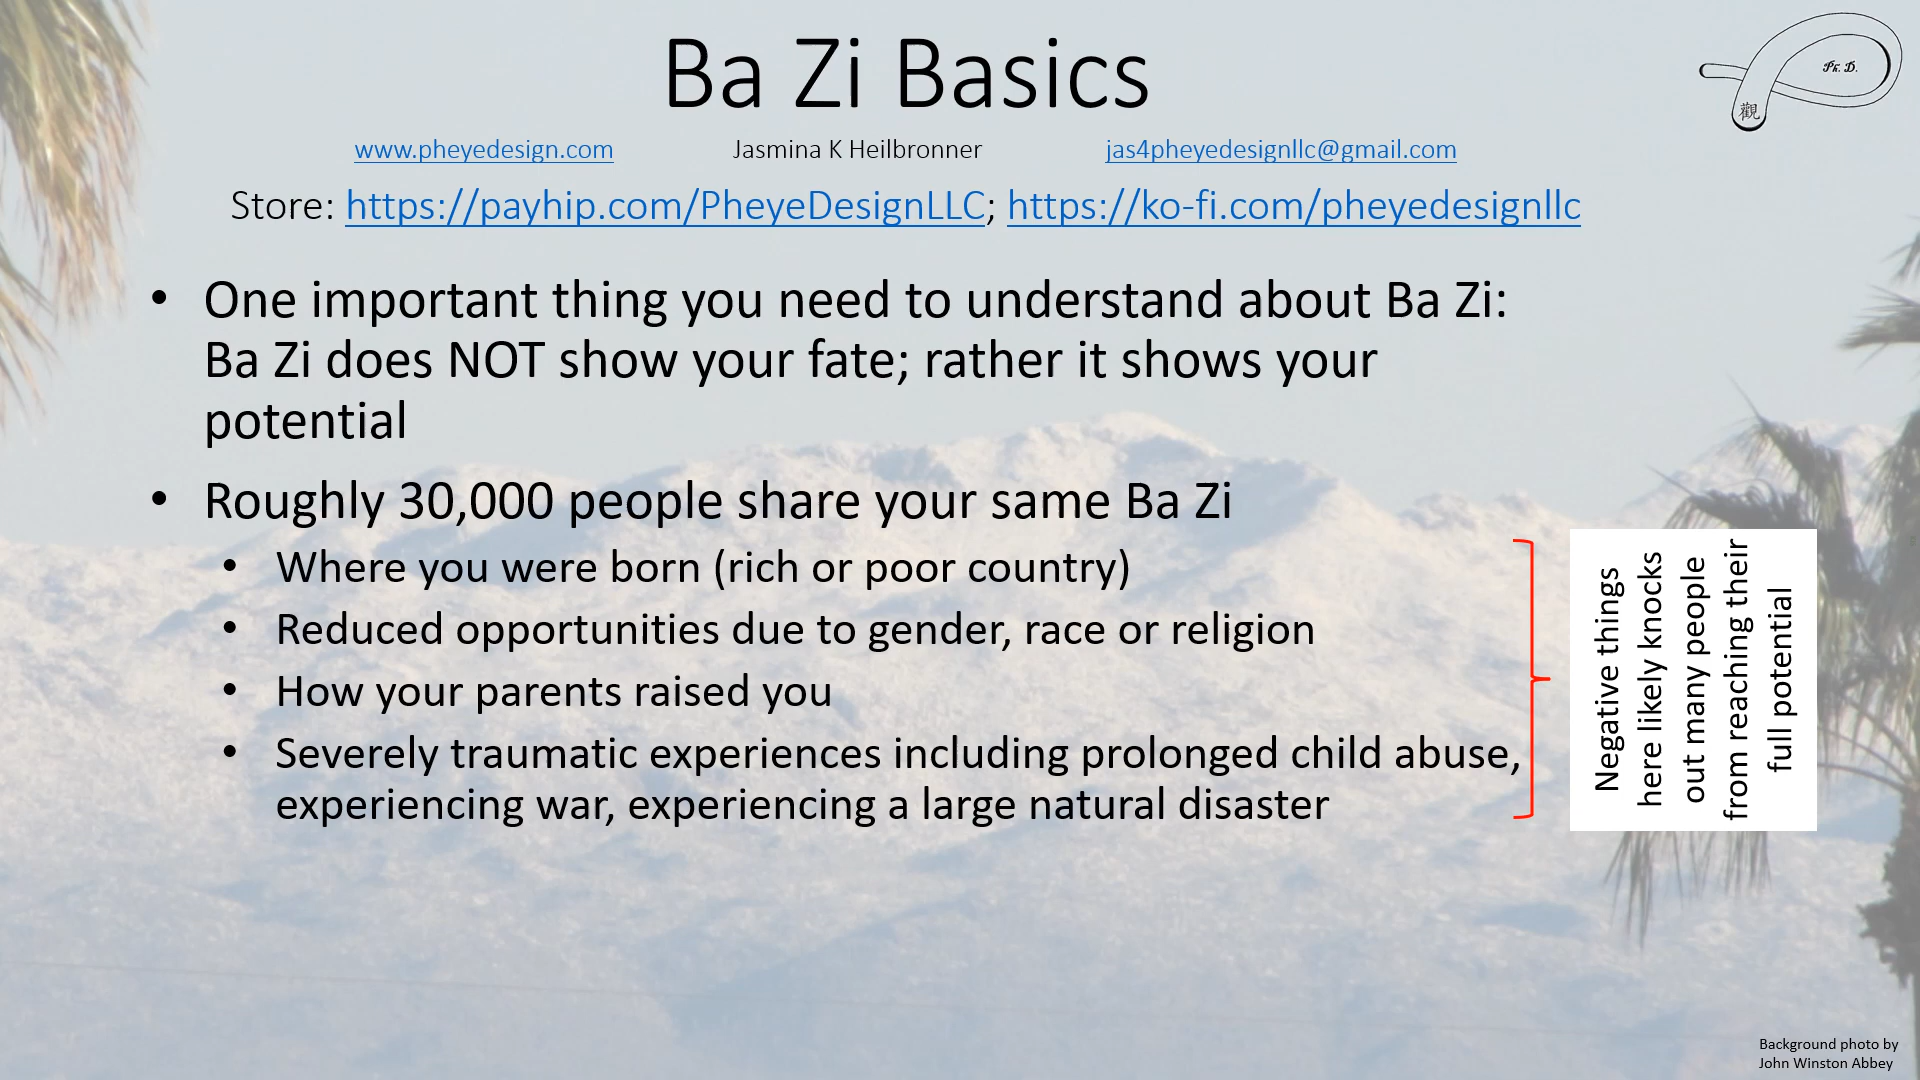 Ba Zi Basics
Ph. D.
觀
www.pheyedesign.com Jasmina K Heilbronner jas4pheyedesignllc@gmail.com
Store: https://payhip.com/PheyeDesignLLC; https://ko-fi.com/pheyedesignllc
• One important thing you need to understand about Ba Zi:
Ba Zi does NOT show your fate; rather it shows your
potential
• Roughly 30,000 people share your same Ba Zi
• Where you were born (rich or poor country)
• Reduced opportunities due to gender, race or religion
• How your parents raised you
• Severely traumatic experiences including prolonged child abuse,
experiencing war, experiencing a large natural disaster
Negative things
here likely knocks
out many people
from reaching their
full potential
Background photo by
John Winston Abbey